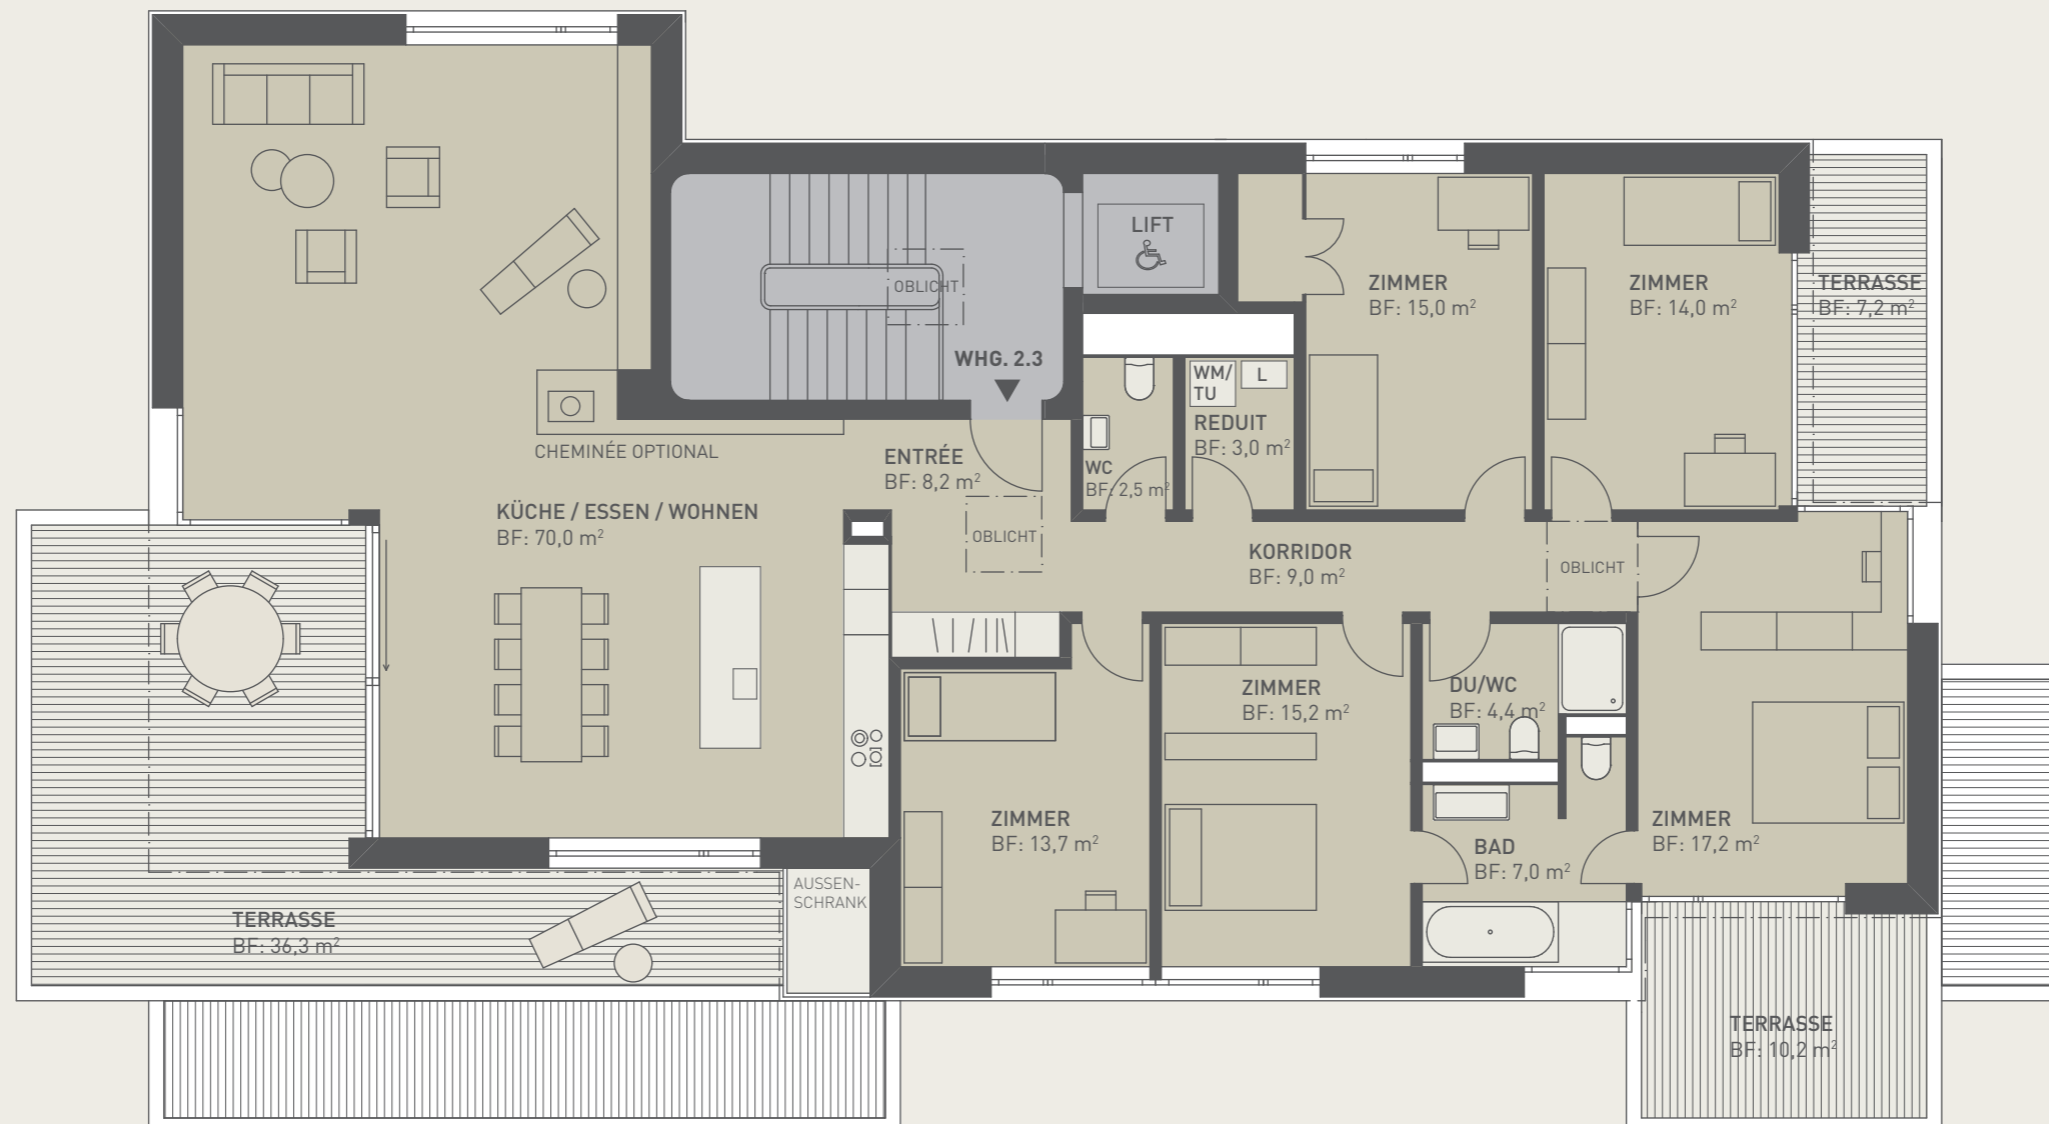 LIFT
ZIMMER
BF: 15,0 m²
ZIMMER
BF: 14,0 m²
TERRASSE
BF: 7,2 m²
OBLICHT
WHG. 2.3
WM/
TU
L
REDUIT
BF: 3,0 m²
CHEMINÉE OPTIONAL
ENTRÉE
BF: 8,2 m²
WC
BF: 2,5 m²
KÜCHE / ESSEN / WOHNEN
BF: 70,0 m²
OBLICHT
KORRIDOR
BF: 9,0 m²
OBLICHT
ZIMMER
BF: 15,2 m²
DU/WC
BF: 4,4 m²
ZIMMER
BF: 13,7 m²
BAD
BF: 7,0 m²
ZIMMER
BF: 17,2 m²
AUSSEN-
SCHRANK
TERRASSE
BF: 36,3 m²
TERRASSE
BF: 10,2 m²